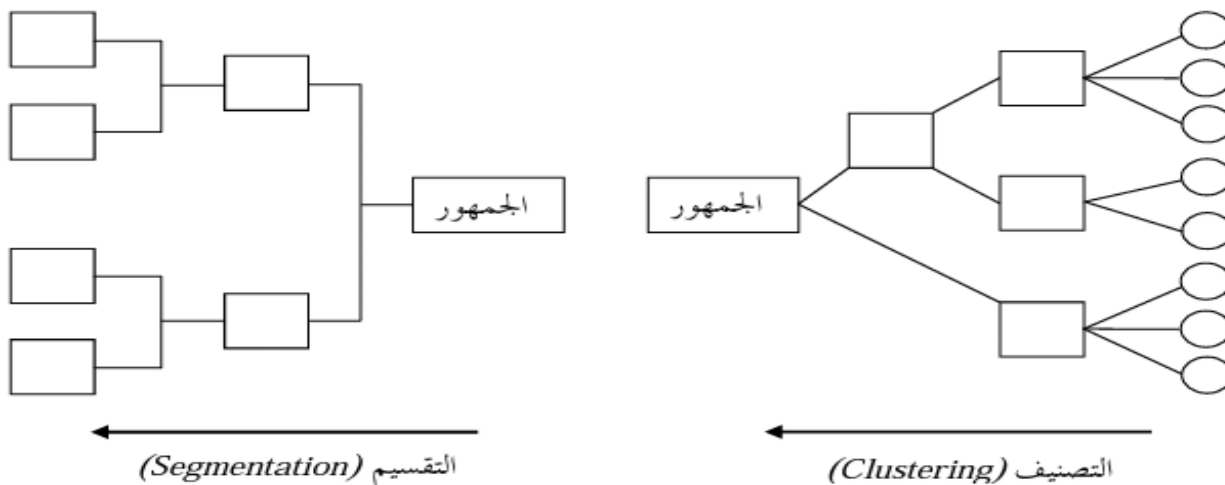 الجمهور
الجمهور
التصنيف (Clustering)
التقسيم (Segmentation)